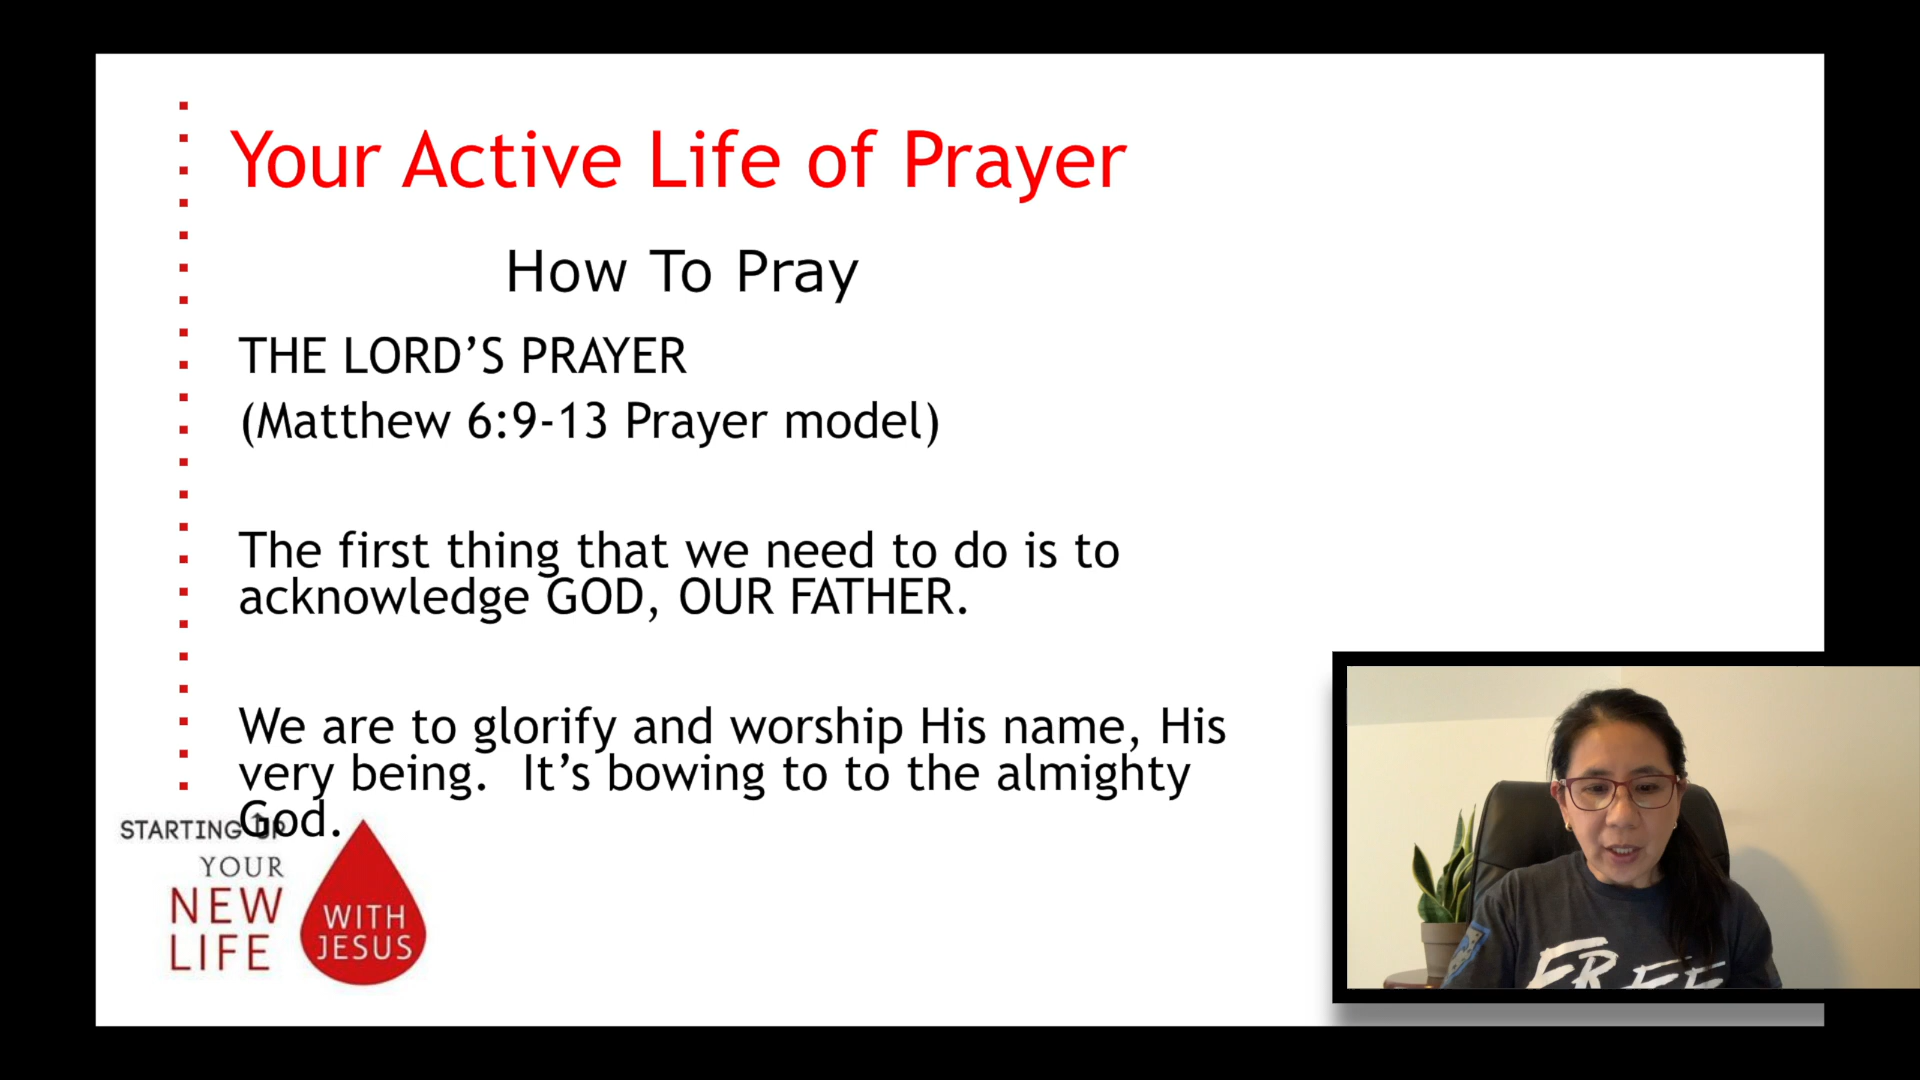 Your Active Life of Prayer
How To Pray
THE LORD’S PRAYER
(Matthew 6:9-13 Prayer model)
The first thing that we need to do is to
acknowledge GOD, OUR FATHER.
We are to glorify and worship His name, His
very being.  It’s bowing to to the almighty
God.
STARTING UP
YOUR
NEW
LIFE
WITH
JESUS
FREE